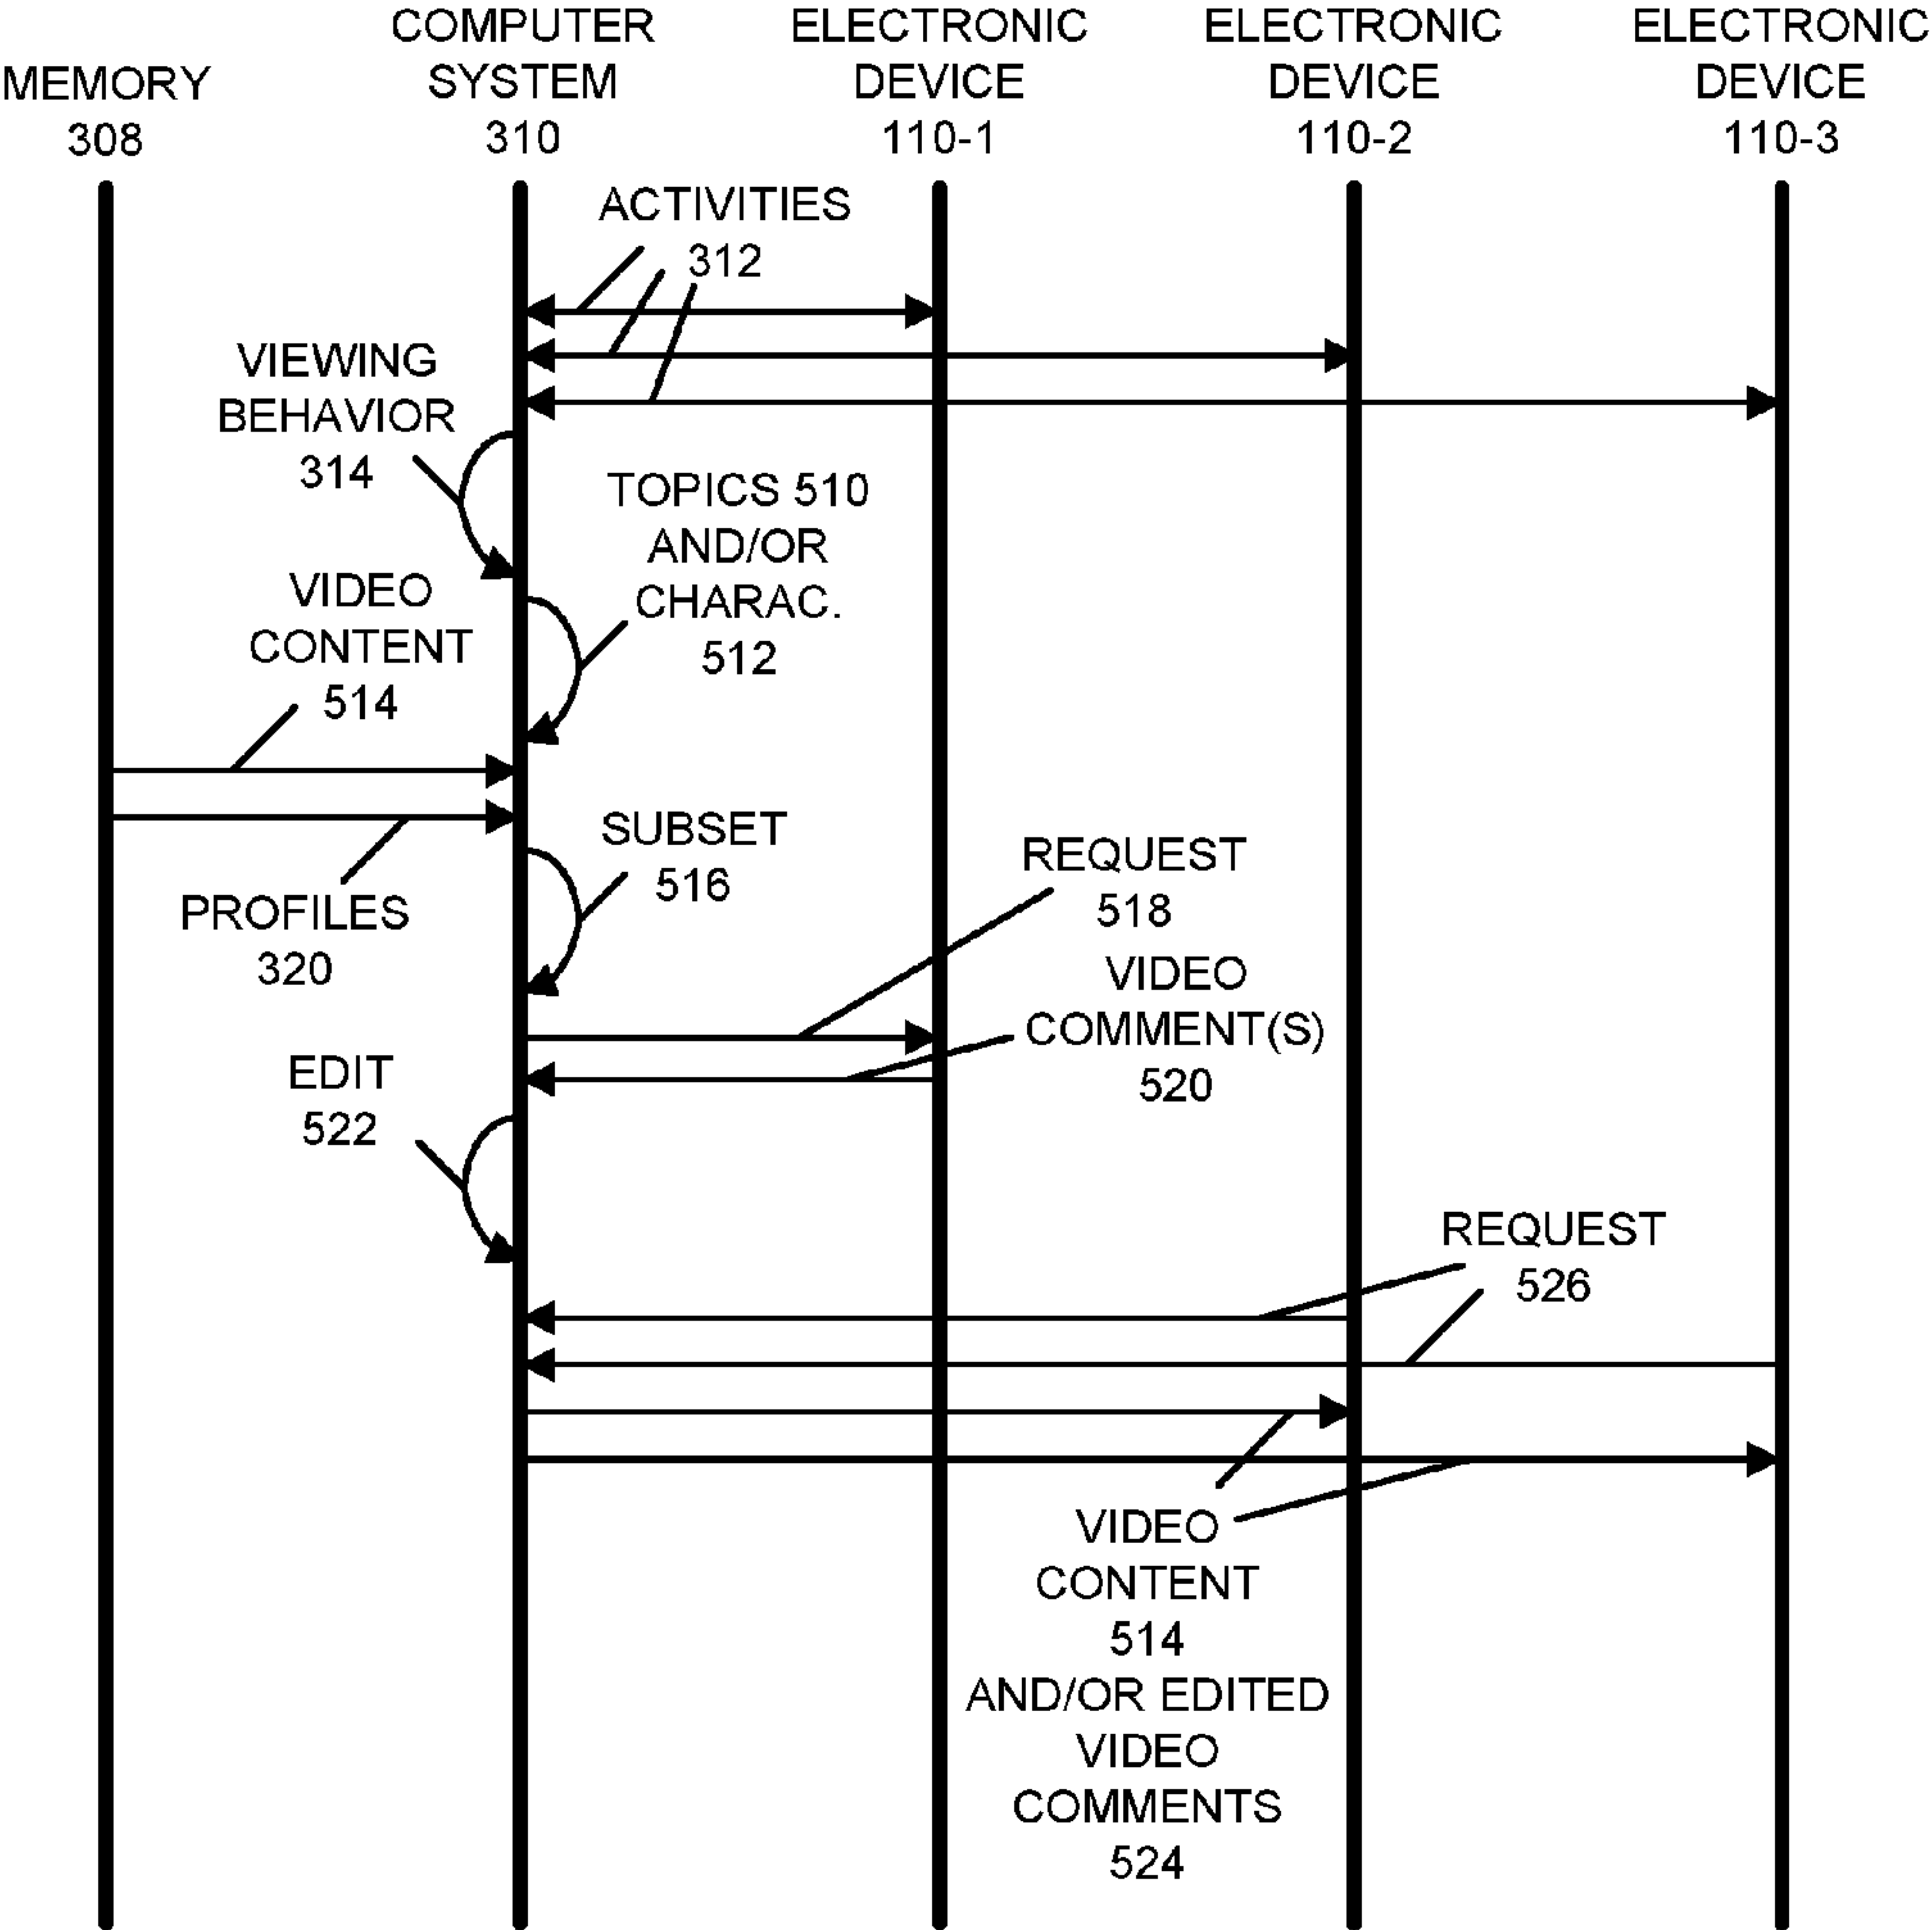 MEMORY
308
COMPUTER
SYSTEM
310
ELECTRONIC
DEVICE
110-1
ELECTRONIC
DEVICE
110-2
ELECTRONIC
DEVICE
110-3
ACTIVITIES
312
VIEWING
BEHAVIOR
314
TOPICS 510
AND/OR
CHARAC.
512
VIDEO
CONTENT
514
PROFILES
320
SUBSET
516
REQUEST
518
VIDEO
COMMENT(S)
520
EDIT
522
REQUEST
526
VIDEO
CONTENT
514
AND/OR EDITED
VIDEO
COMMENTS
524